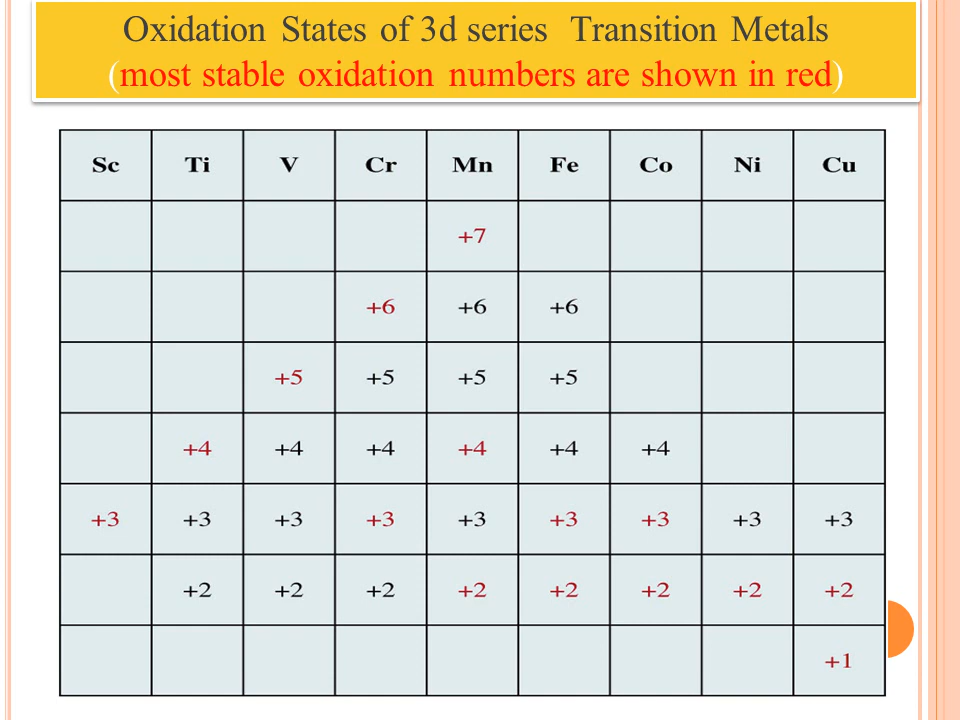 Oxidation States of 3d series Transition Metals
(most stable oxidation numbers are shown in red)
Sc Ti V Cr Mn Fe Co Ni Cu
+7
+6 +6 +6
+5 +5 +5 +5
+4 +4 +4 +4 +4 +4
+3 +3 +3 +3 +3 +3 +3 +3 +3
+2 +2 +2 +2 +2 +2 +2 +2
+1